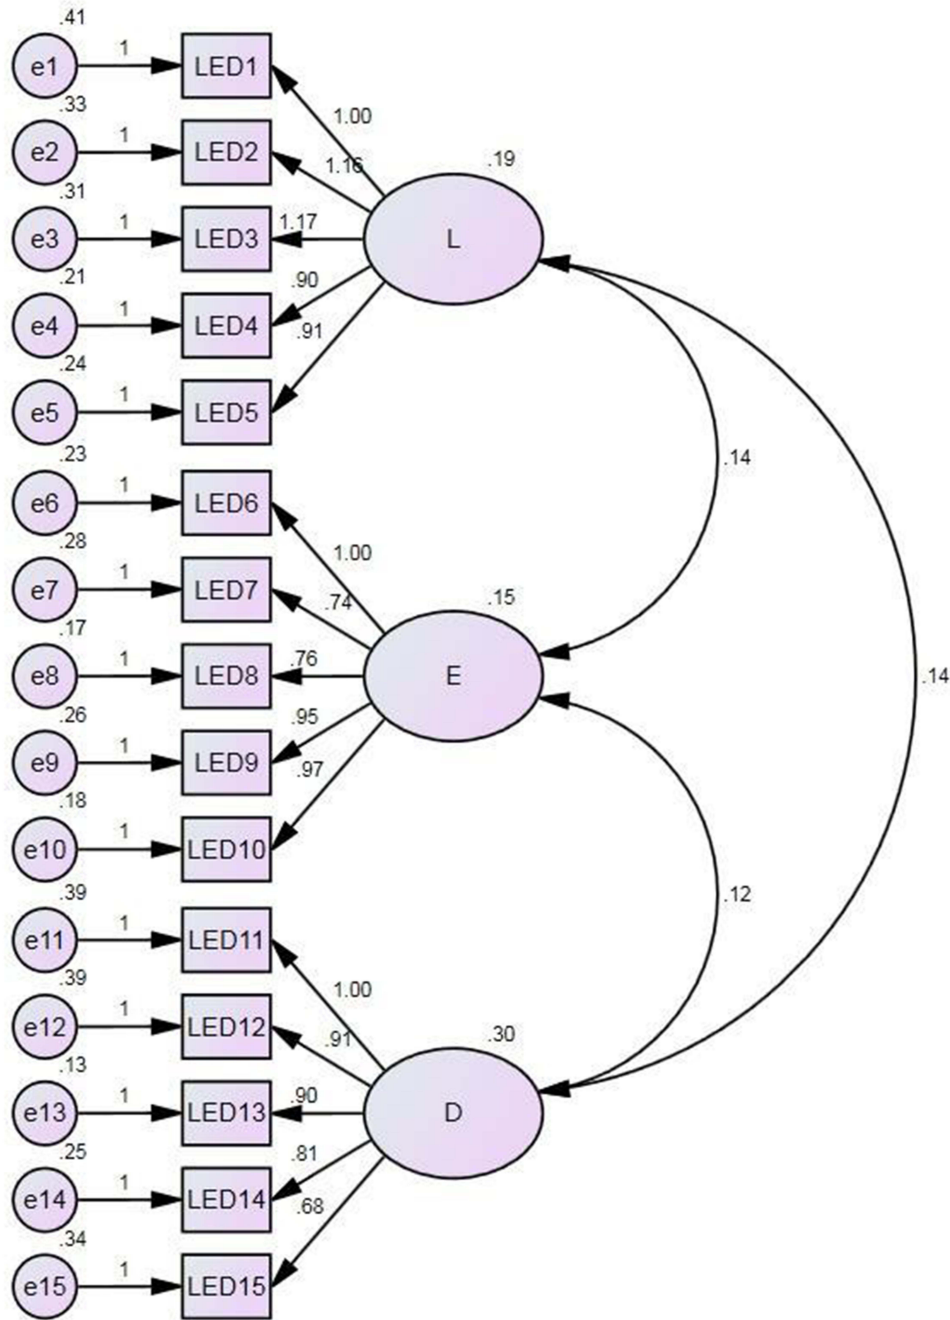 .41
e1 1 LED1
1.00
.33
e2 1 LED2
1.16
.19
.31
e3 1 LED3
1.17
L
.21
e4 1 LED4
.90
.91
.24
e5 1 LED5
.14
.23
e6 1 LED6
1.00
.28
e7 1 LED7
.74
.15
.17
e8 1 LED8
.76
E
.14
.26
e9 1 LED9
.95
.97
.18
e10 1 LED10
.12
.39
e11 1 LED11
1.00
.39
e12 1 LED12
.91
.30
.13
e13 1 LED13
.90
D
.25
e14 1 LED14
.81
.68
.34
e15 1 LED15